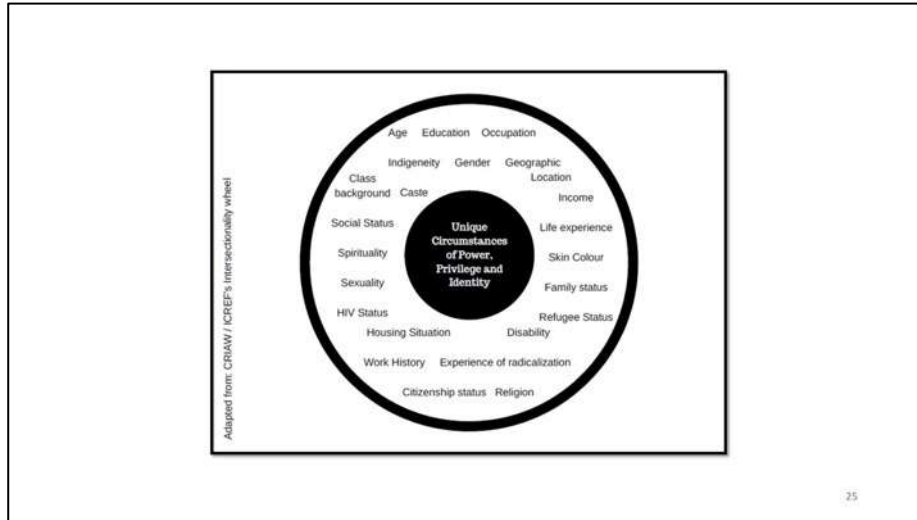 Adapted from: CRIAW / ICREF's Intersectionality wheel
Age Education Occupation
Indigeneity Gender Geographic
Location
Class
background Caste
Income
Social Status
Life experience
Spirituality
Skin Colour
Sexuality
Family status
HIV Status
Refugee Status
Housing Situation Disability
Work History Experience of radicalization
Citizenship status Religion
Unique
Circumstances
of Power,
Privilege and
Identity
25